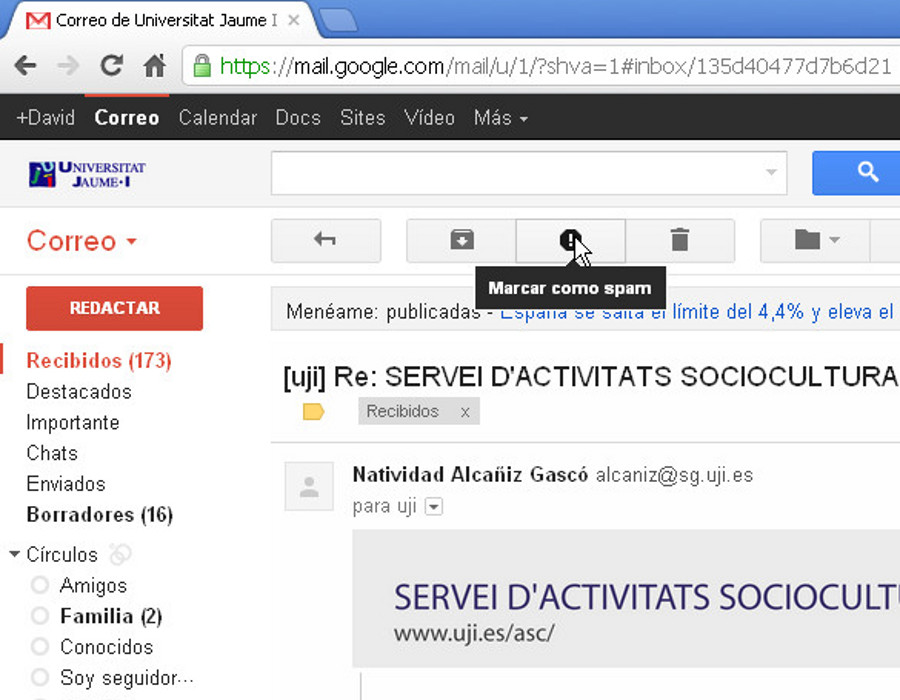 Correo de Universitat Jaume I
https://mail.google.com/mail/u/1/?shva=1#inbox/135d40477d7b6d21
+David Correo Calendar Docs Sites Vídeo Más
UNIVERSITAT
JAUME·I
Correo
Marcar como spam
REDACTAR
Menéame: publicadas - España se salta el límite del 4,4% y eleva el
Recibidos (173)
[uji] Re: SERVEI D'ACTIVITATS SOCIOCULTURA
Destacados
Recibidos x
Importante
Chats
Enviados
Borradores (16)
Natividad Alcañiz Gascó alcaniz@sg.uji.es
para uji
Círculos
Amigos
Familia (2)
Conocidos
Soy seguidor...
SERVEI D'ACTIVITATS SOCIOCULTU
www.uji.es/asc/